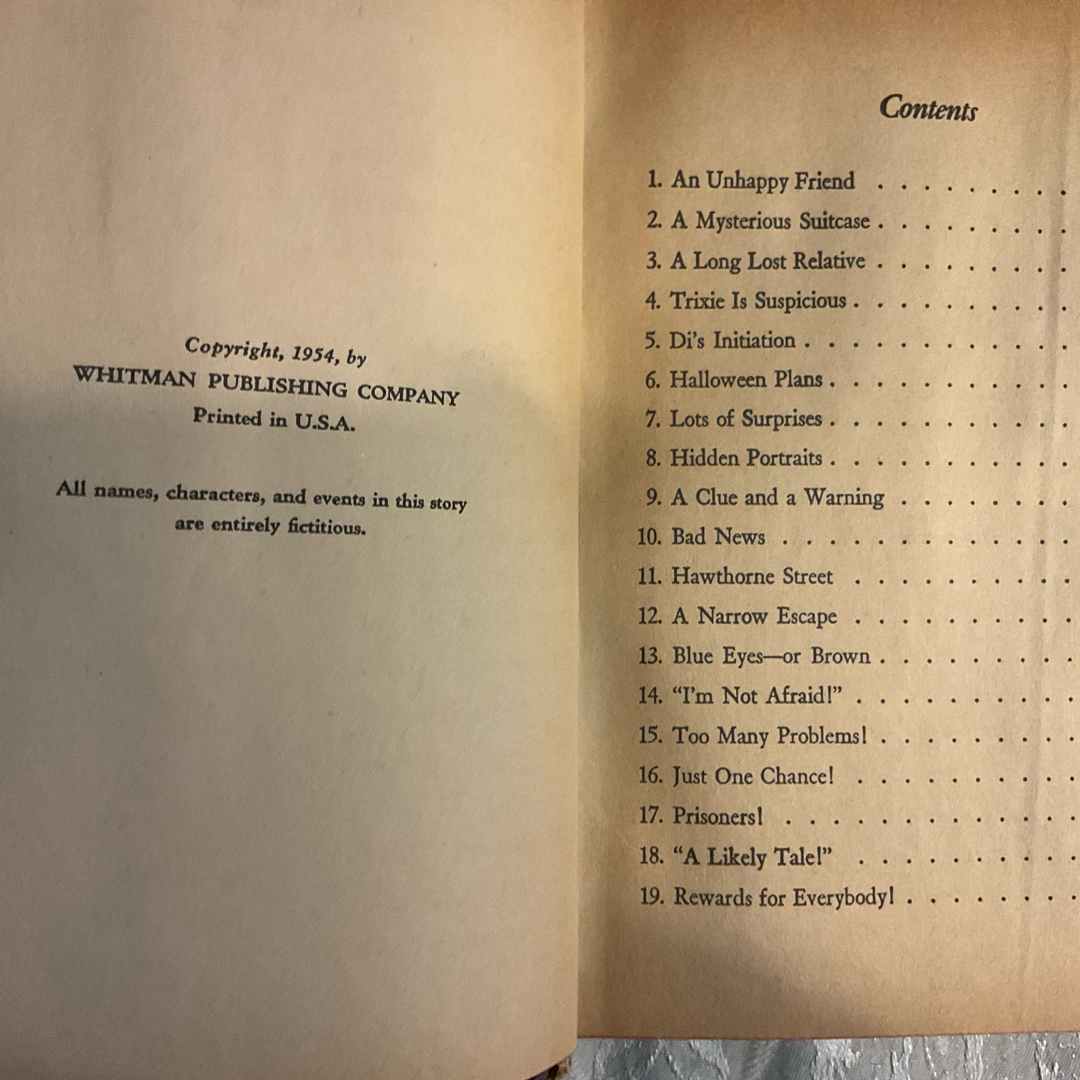 Copyright, 1954, by
WHITMAN PUBLISHING COMPANY
Printed in U.S.A.
All names, characters, and events in this story
are entirely fictitious.
Contents
1. An Unhappy Friend . . . . . . . .
2. A Mysterious Suitcase . . . . . . . .
3. A Long Lost Relative . . . . . . . .
4. Trixie Is Suspicious . . . . . . . . .
5. Di's Initiation . . . . . . . . . . .
6. Halloween Plans . . . . . . . . . .
7. Lots of Surprises . . . . . . . . . .
8. Hidden Portraits . . . . . . . . . .
9. A Clue and a Warning . . . . . . . .
10. Bad News . . . . . . . . . . . . .
11. Hawthorne Street . . . . . . . . . .
12. A Narrow Escape . . . . . . . . . .
13. Blue Eyes—or Brown . . . . . . . . .
14. “I'm Not Afraid!” . . . . . . . . . .
15. Too Many Problems! . . . . . . . . .
16. Just One Chance! . . . . . . . . . .
17. Prisoners! . . . . . . . . . . . . .
18. “A Likely Tale!” . . . . . . . . . .
19. Rewards for Everybody! . . . . . . . .